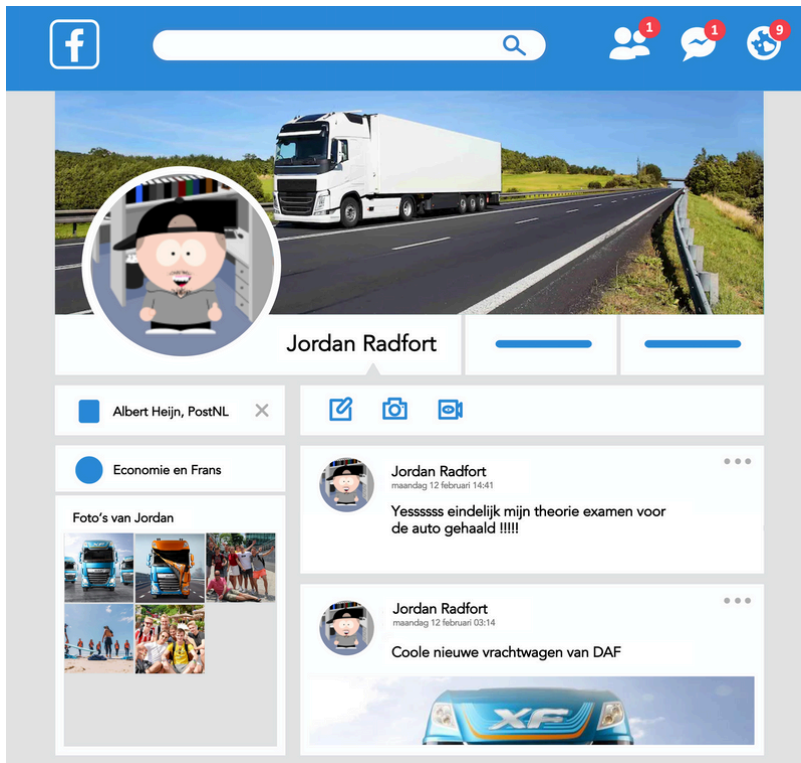 f
1
1
9
Jordan Radfort
Albert Heijn, PostNL
Economie en Frans
Foto's van Jordan
Jordan Radfort
maandag 12 februari 14:41
Yessssss eindelijk mijn theorie examen voor
de auto gehaald !!!!!
Jordan Radfort
maandag 12 februari 03:14
Coole nieuwe vrachtwagen van DAF
XF